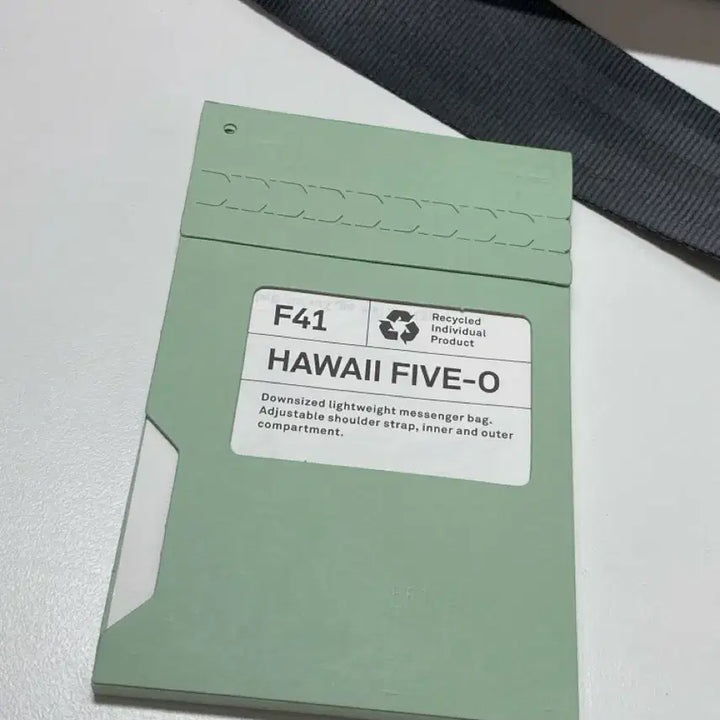 F41
Recycled
Individual
Product
HAWAII FIVE-O
Downsized lightweight messenger bag.
Adjustable shoulder strap, inner and outer
compartment.